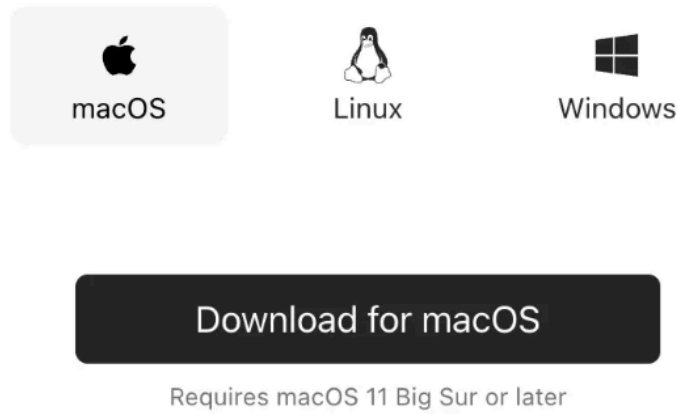 macOS
Linux
Windows
Download for macOS
Requires macOS 11 Big Sur or later